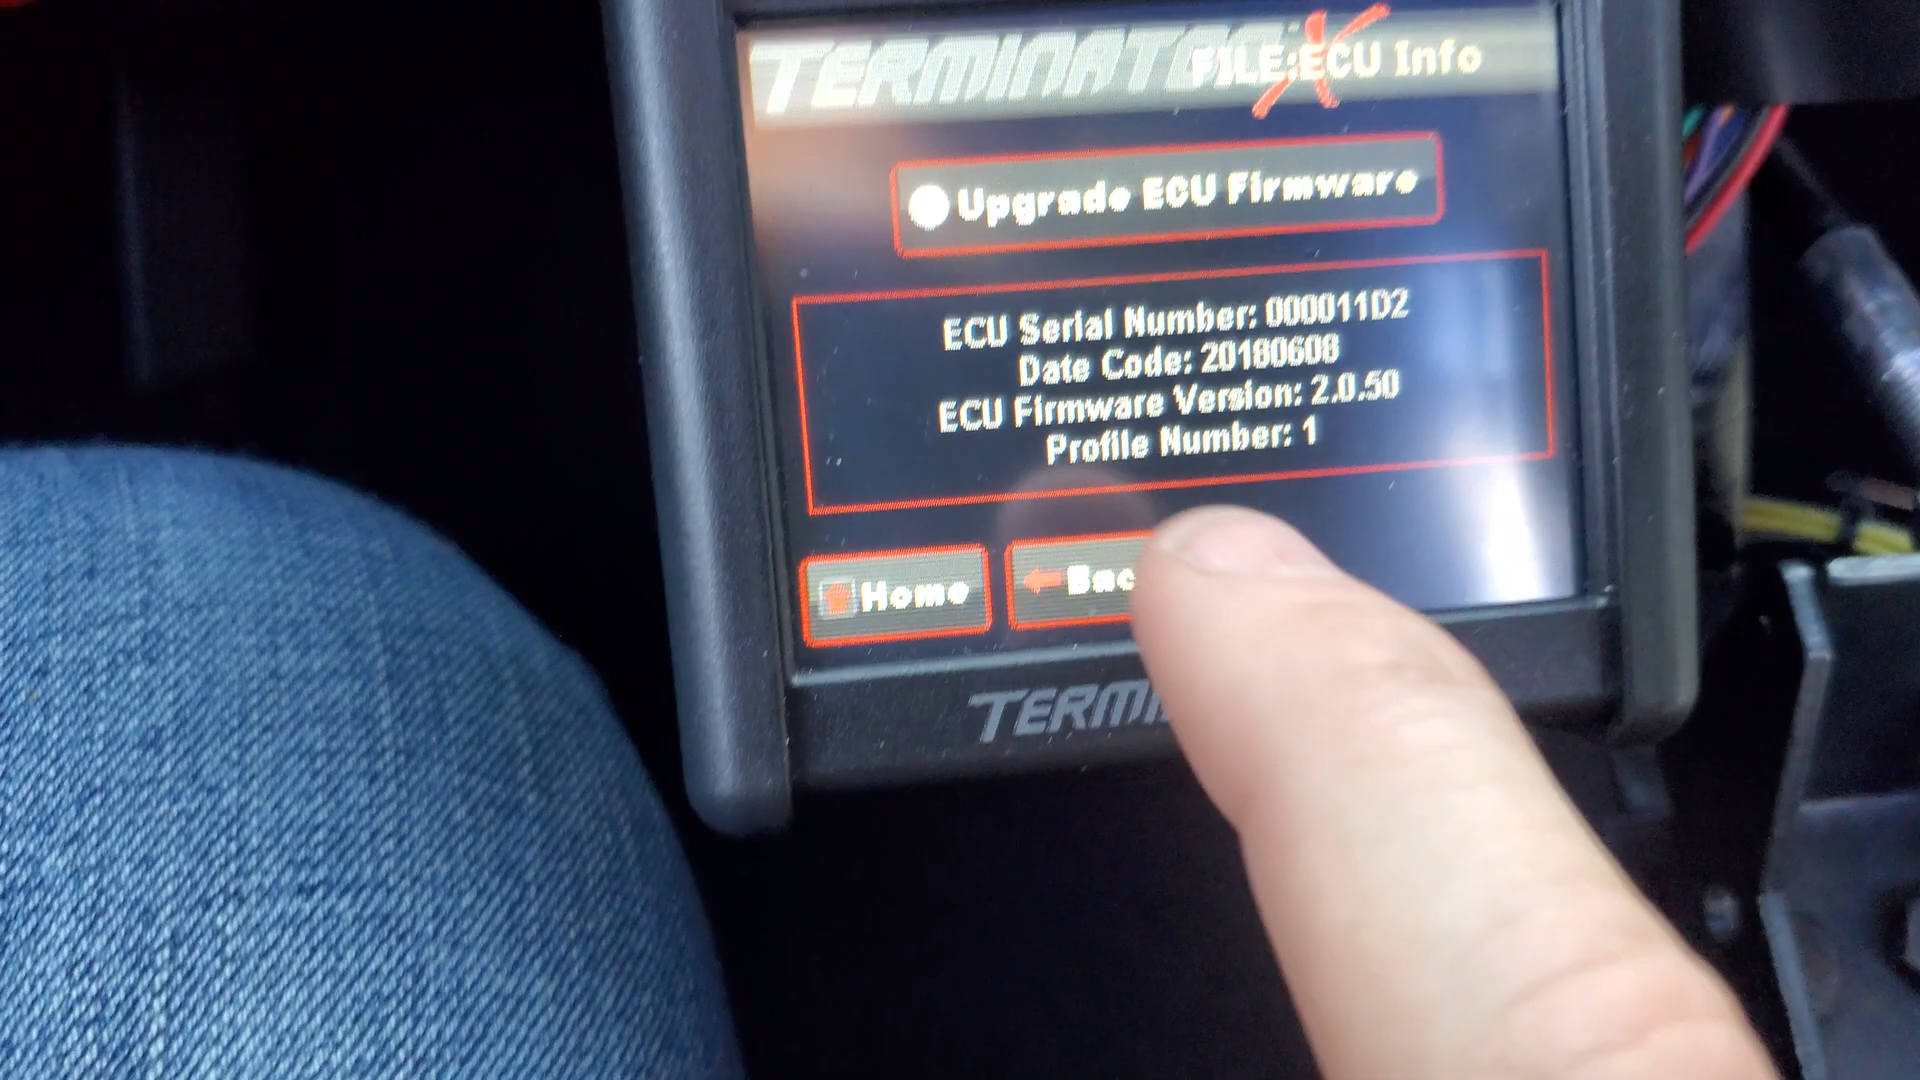 TERMINATOR X
FILE:ECU Info
Upgrade ECU Firmware
ECU Serial Number: 000011D2
Date Code: 20180608
ECU Firmware Version: 2.0.50
Profile Number: 1
Home
Bac
TERMI